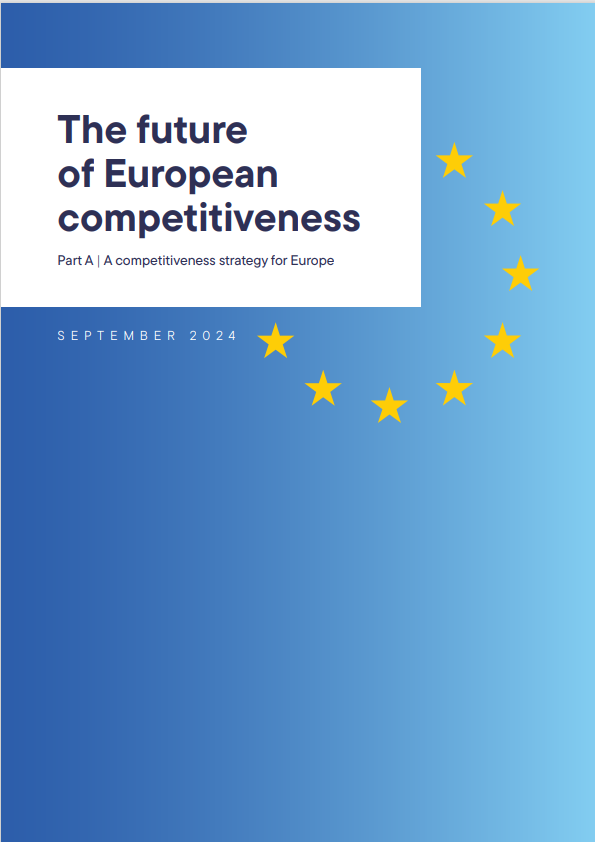 The future
of European
competitiveness
Part A | A competitiveness strategy for Europe
SEPTEMBER 2024